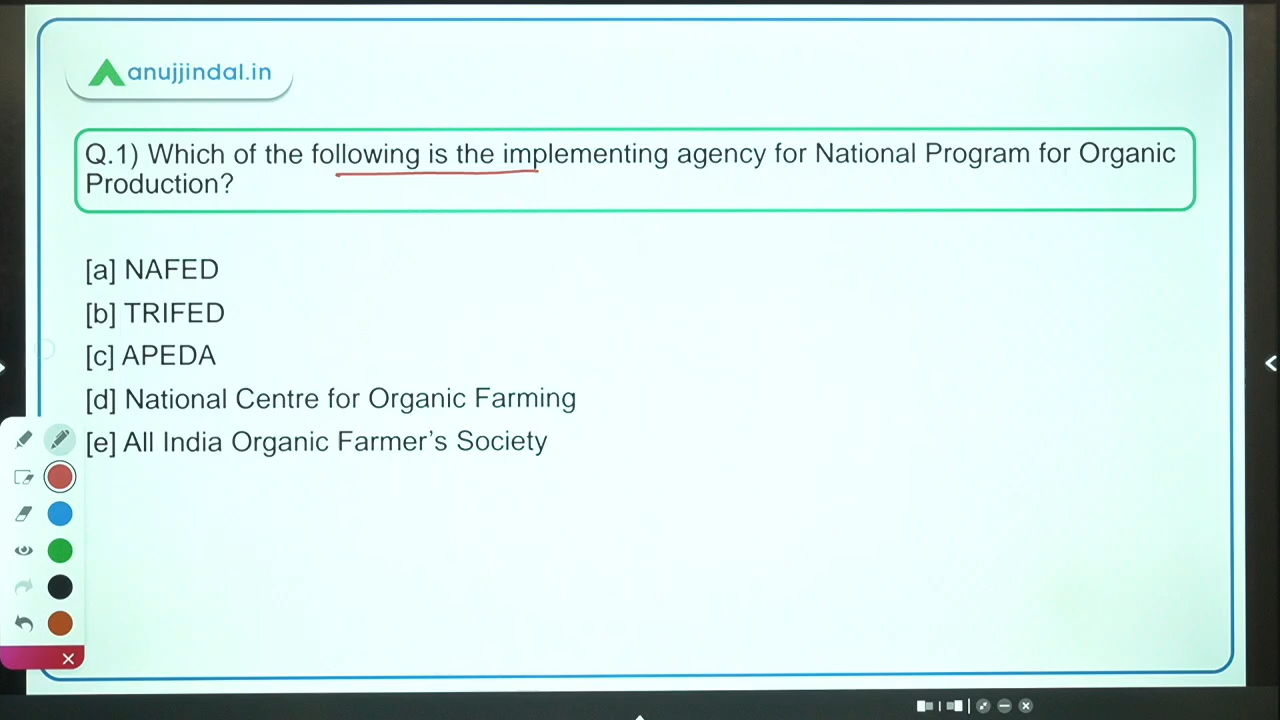 anujjindal.in
Q.1) Which of the following is the implementing agency for National Program for Organic
Production?
[a] NAFED
[b] TRIFED
[c] APEDA
[d] National Centre for Organic Farming
[e] All India Organic Farmer’s Society